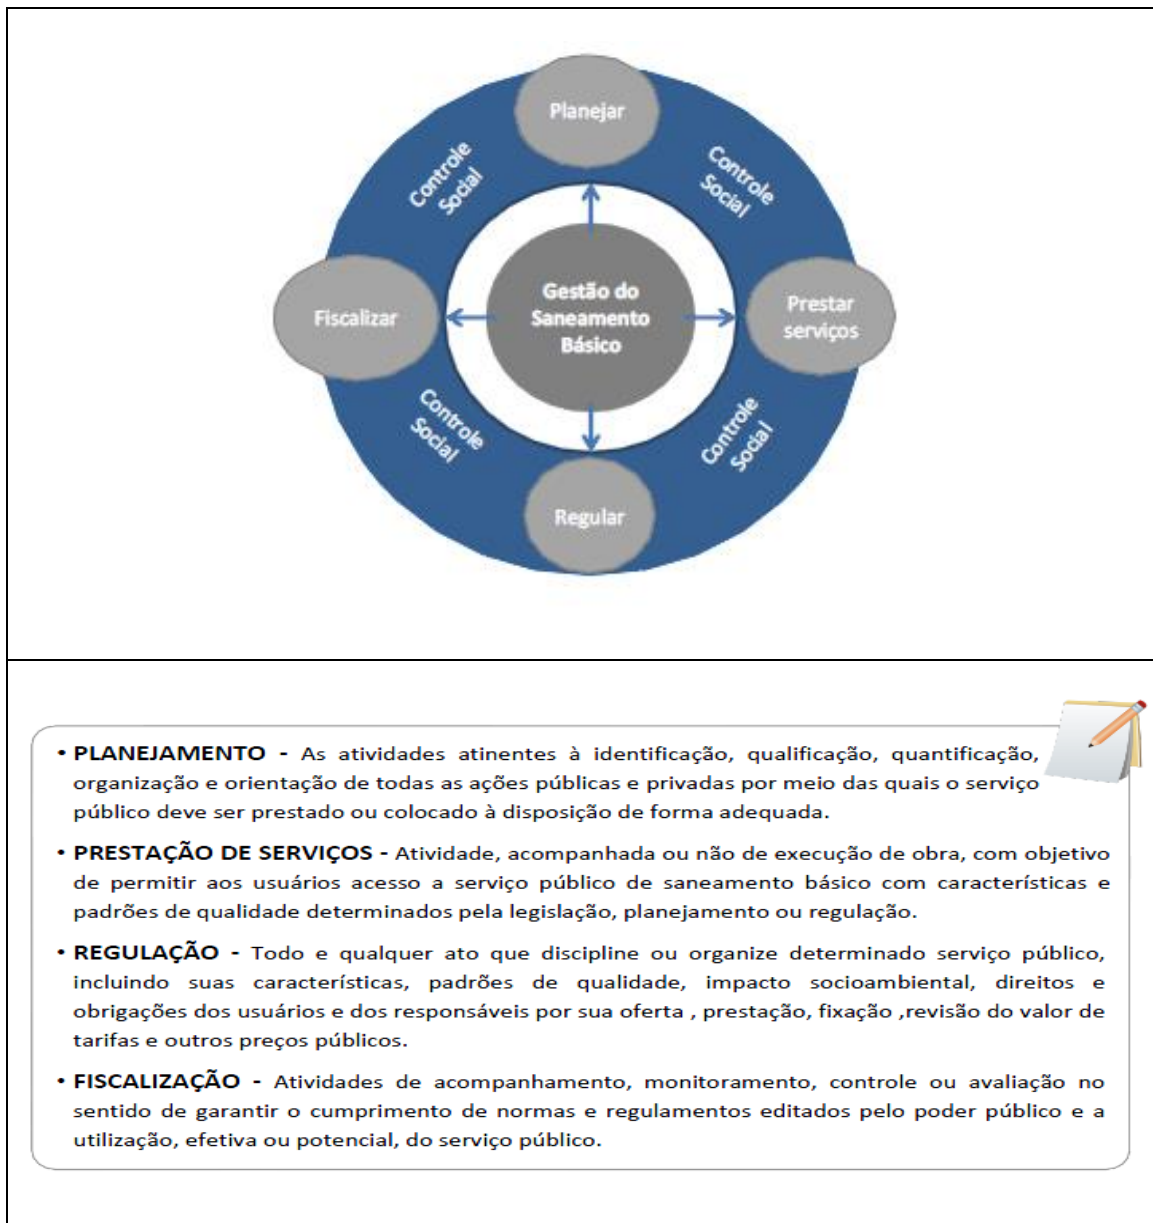 Planejar
Controle
Social
Controle
Social
Fiscalizar
Gestão do
Saneamento
Básico
Prestar
serviços
Controle
Social
Controle
Social
Regular
• PLANEJAMENTO - As atividades atinentes à identificação, qualificação, quantificação,
organização e orientação de todas as ações públicas e privadas por meio das quais o serviço
público deve ser prestado ou colocado à disposição de forma adequada.
• PRESTAÇÃO DE SERVIÇOS - Atividade, acompanhada ou não de execução de obra, com objetivo
de permitir aos usuários acesso a serviço público de saneamento básico com características e
padrões de qualidade determinados pela legislação, planejamento ou regulação.
• REGULAÇÃO - Todo e qualquer ato que discipline ou organize determinado serviço público,
incluindo suas características, padrões de qualidade, impacto socioambiental, direitos e
obrigações dos usuários e dos responsáveis por sua oferta , prestação, fixação ,revisão do valor de
tarifas e outros preços públicos.
• FISCALIZAÇÃO - Atividades de acompanhamento, monitoramento, controle ou avaliação no
sentido de garantir o cumprimento de normas e regulamentos editados pelo poder público e a
utilização, efetiva ou potencial, do serviço público.